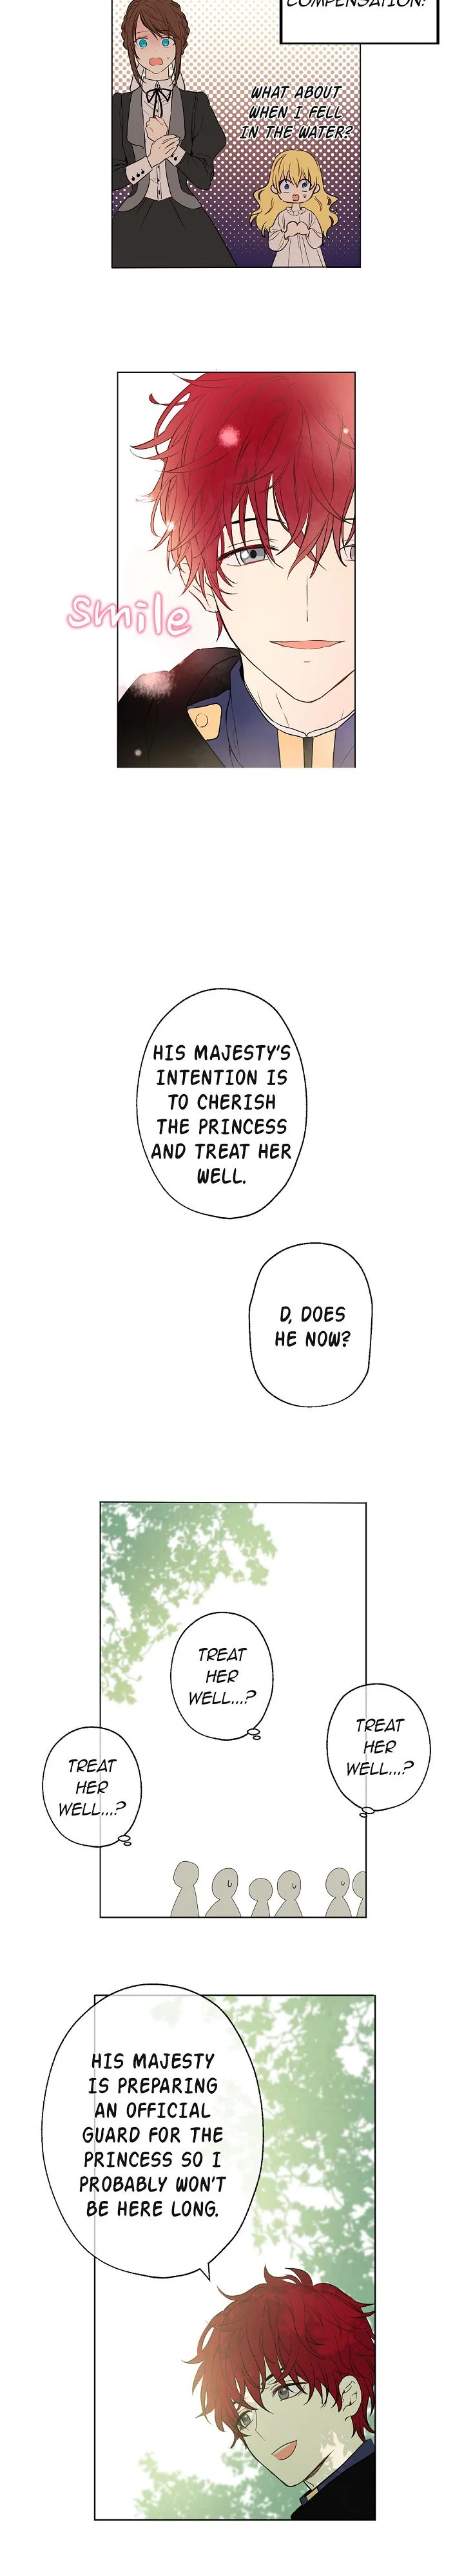 COMPENSATION?
WHAT ABOUT
WHEN I FELL
IN THE WATER?
Smile
HIS MAJESTY'S
INTENTION IS
TO CHERISH
THE PRINCESS
AND TREAT HER
WELL.
D, DOES
HE NOW?
TREAT
HER
WELL...?
TREAT
HER
WELL...?
TREAT
HER
WELL...?
HIS MAJESTY
IS PREPARING
AN OFFICIAL
GUARD FOR THE
PRINCESS SO I
PROBABLY WON'T
BE HERE LONG.